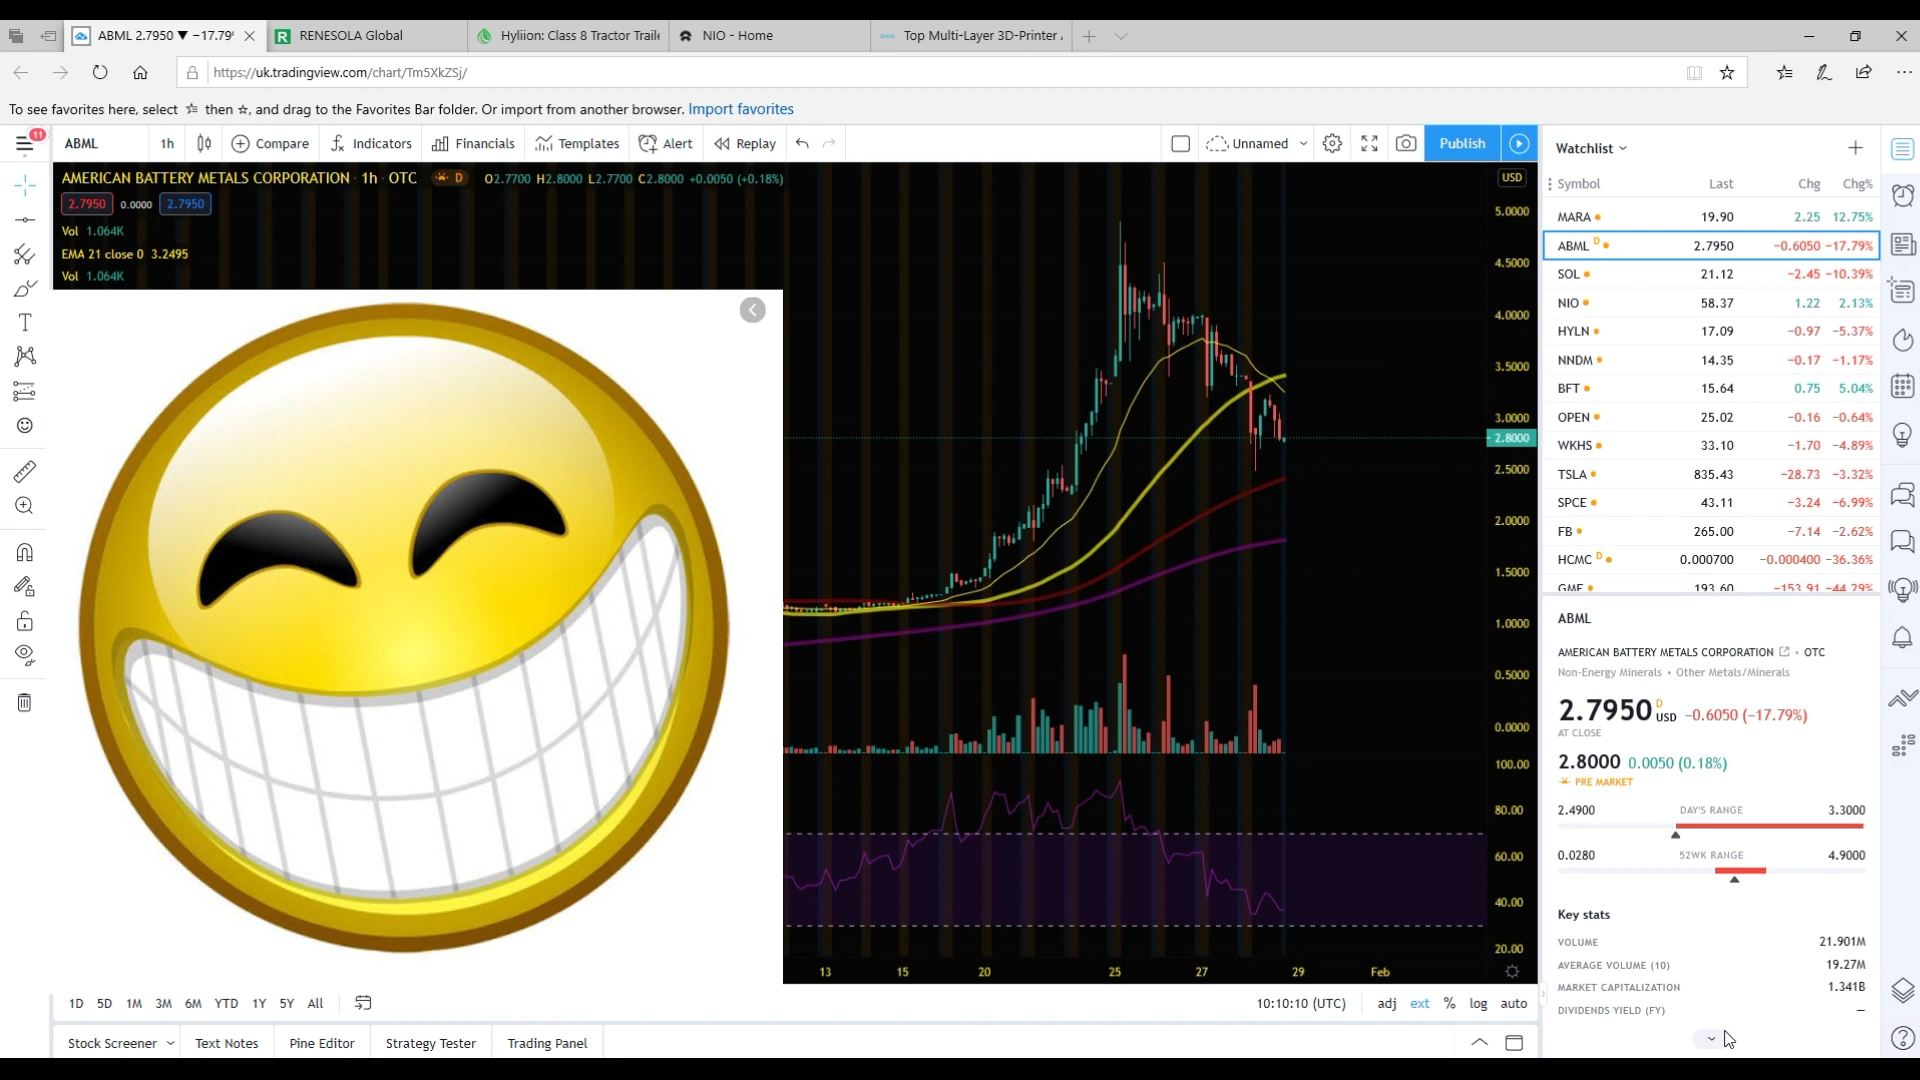 ABML 2.7950 ▼ −17.79
RENESOLA Global
Hyliion: Class 8 Tractor Traile
NIO - Home
Top Multi-Layer 3D-Printer
https://uk.tradingview.com/chart/Tm5XkZSj/
To see favorites here, select then , and drag to the Favorites Bar folder. Or import from another browser. Import favorites
11
ABML 1h Compare Indicators Financials Templates Alert Replay Unnamed Publish
AMERICAN BATTERY METALS CORPORATION · 1h · OTC D O2.7700 H2.8000 L2.7700 C2.8000 +0.0050 (+0.18%)
2.7950 0.0000 2.7950
Vol 1.064K
EMA 21 close 0 3.2495
Vol 1.064K
USD
5.0000
4.5000
4.0000
3.5000
3.0000
2.8000
2.5000
2.0000
1.5000
1.0000
0.5000
0.0000
100.00
80.00
60.00
40.00
20.00
13 15 20 25 27 29 Feb
1D 5D 1M 3M 6M YTD 1Y 5Y All
10:10:10 (UTC) adj ext % log auto
Stock Screener Text Notes Pine Editor Strategy Tester Trading Panel
Watchlist
Symbol Last Chg Chg%
MARA 19.90 2.25 12.75%
ABML D 2.7950 −0.6050 −17.79%
SOL 21.12 −2.45 −10.39%
NIO 58.37 1.22 2.13%
HYLN 17.09 −0.97 −5.37%
NNDM 14.35 −0.17 −1.17%
BFT 15.64 0.75 5.04%
OPEN 25.02 −0.16 −0.64%
WKHS 33.10 −1.70 −4.89%
TSLA 835.43 −28.73 −3.32%
SPCE 43.11 −3.24 −6.99%
FB 265.00 −7.14 −2.62%
HCMC D 0.000700 −0.000400 −36.36%
GME 193.60 −153.91 −44.29%
ABML
AMERICAN BATTERY METALS CORPORATION • OTC
Non-Energy Minerals • Other Metals/Minerals
2.7950 D USD −0.6050 (−17.79%)
AT CLOSE
2.8000 0.0050 (0.18%)
PRE MARKET
2.4900 DAY'S RANGE 3.3000
0.0280 52WK RANGE 4.9000
Key stats
VOLUME 21.901M
AVERAGE VOLUME (10) 19.27M
MARKET CAPITALIZATION 1.341B
DIVIDENDS YIELD (FY) —